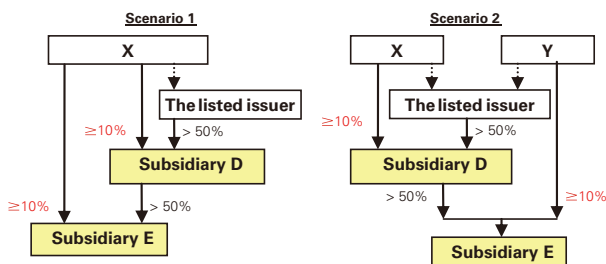 Scenario 1
X
The listed issuer
≧10%
> 50%
Subsidiary D
≧10%
> 50%
Subsidiary E
Scenario 2
X
Y
The listed issuer
≧10%
> 50%
Subsidiary D
> 50%
≧10%
Subsidiary E